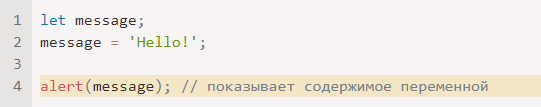 1 let message;
2 message = 'Hello!';
3
4 alert(message); // показывает содержимое переменной